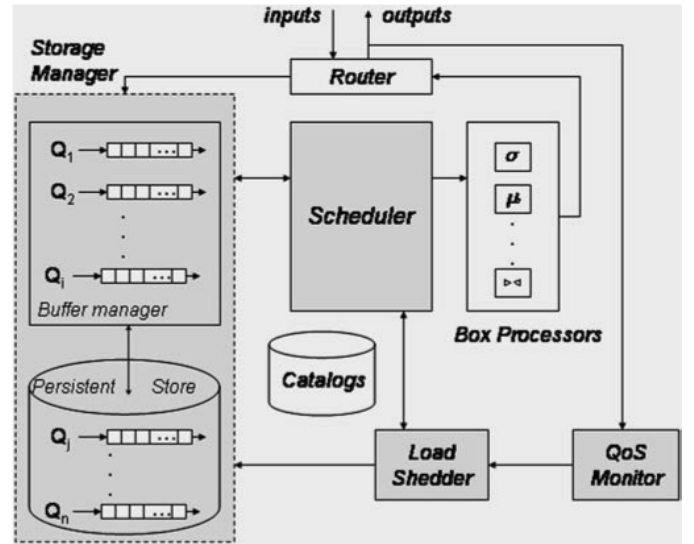 inputs outputs
Storage
Manager
Router
Q1
...
Q2
...
Qi
...
Buffer manager
Scheduler
σ
μ
⋈
Box Processors
Persistent Store
Catalogs
Qj
...
Qn
...
Load
Shedder
QoS
Monitor